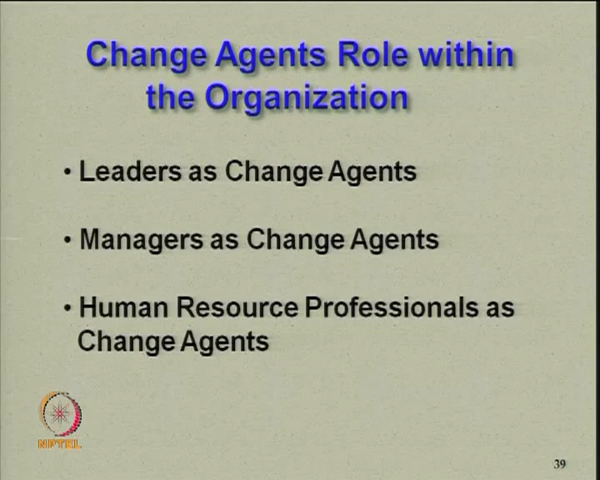 Change Agents Role within
the Organization
• Leaders as Change Agents
• Managers as Change Agents
• Human Resource Professionals as
Change Agents
NPTEL
39